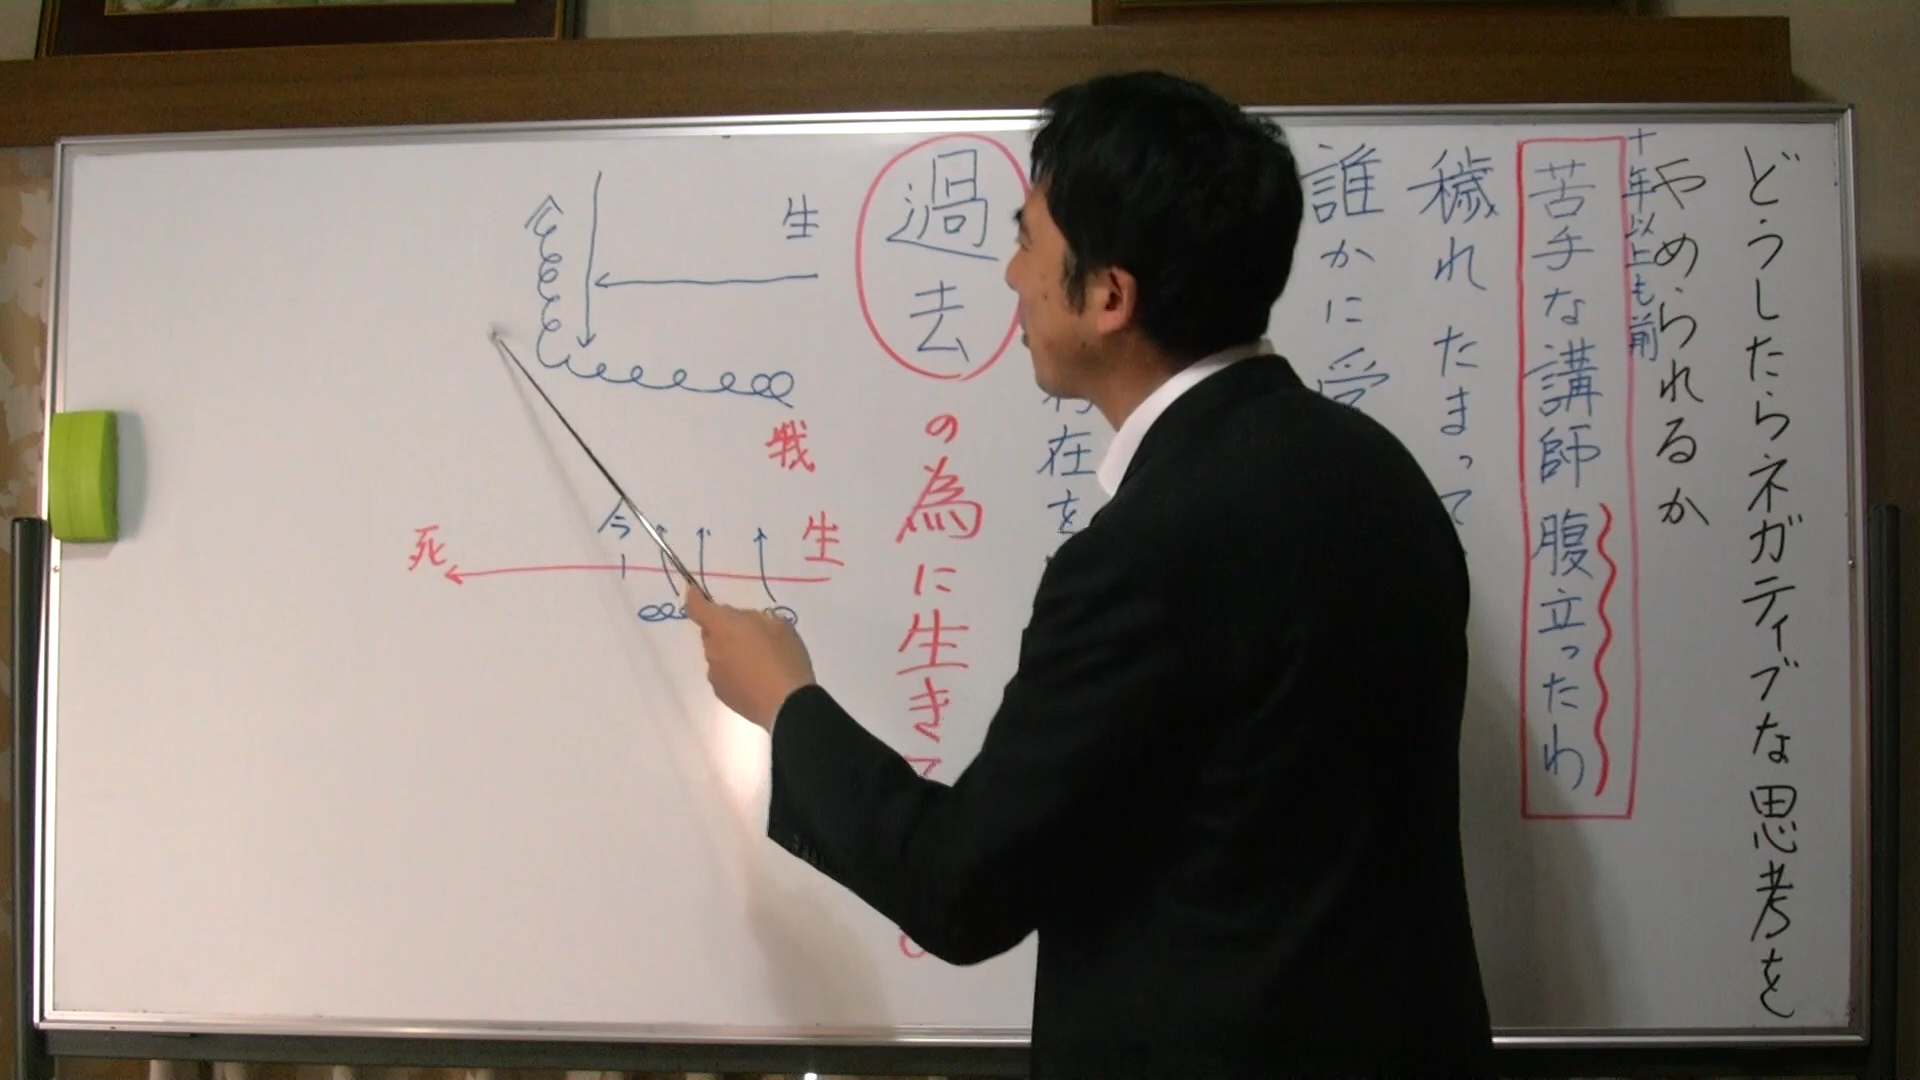 どうしたらネガティブな思考を
やめられるか
十年以上も前
苦手な講師腹立ったわ
穢れたまって
誰かに受
在を
過去の為に生きて
生
我
生
今
死